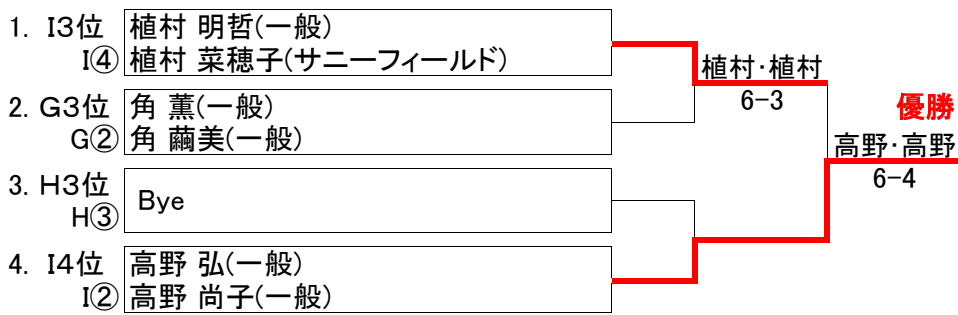 1. I3位 植村 明哲(一般)
I④ 植村 菜穂子(サニーフィールド)
植村・植村
6-3
2. G3位 角 薫(一般)
G② 角 繭美(一般)
優勝
高野・高野
6-4
3. H3位 Bye
H③
4. I4位 高野 弘(一般)
I② 高野 尚子(一般)